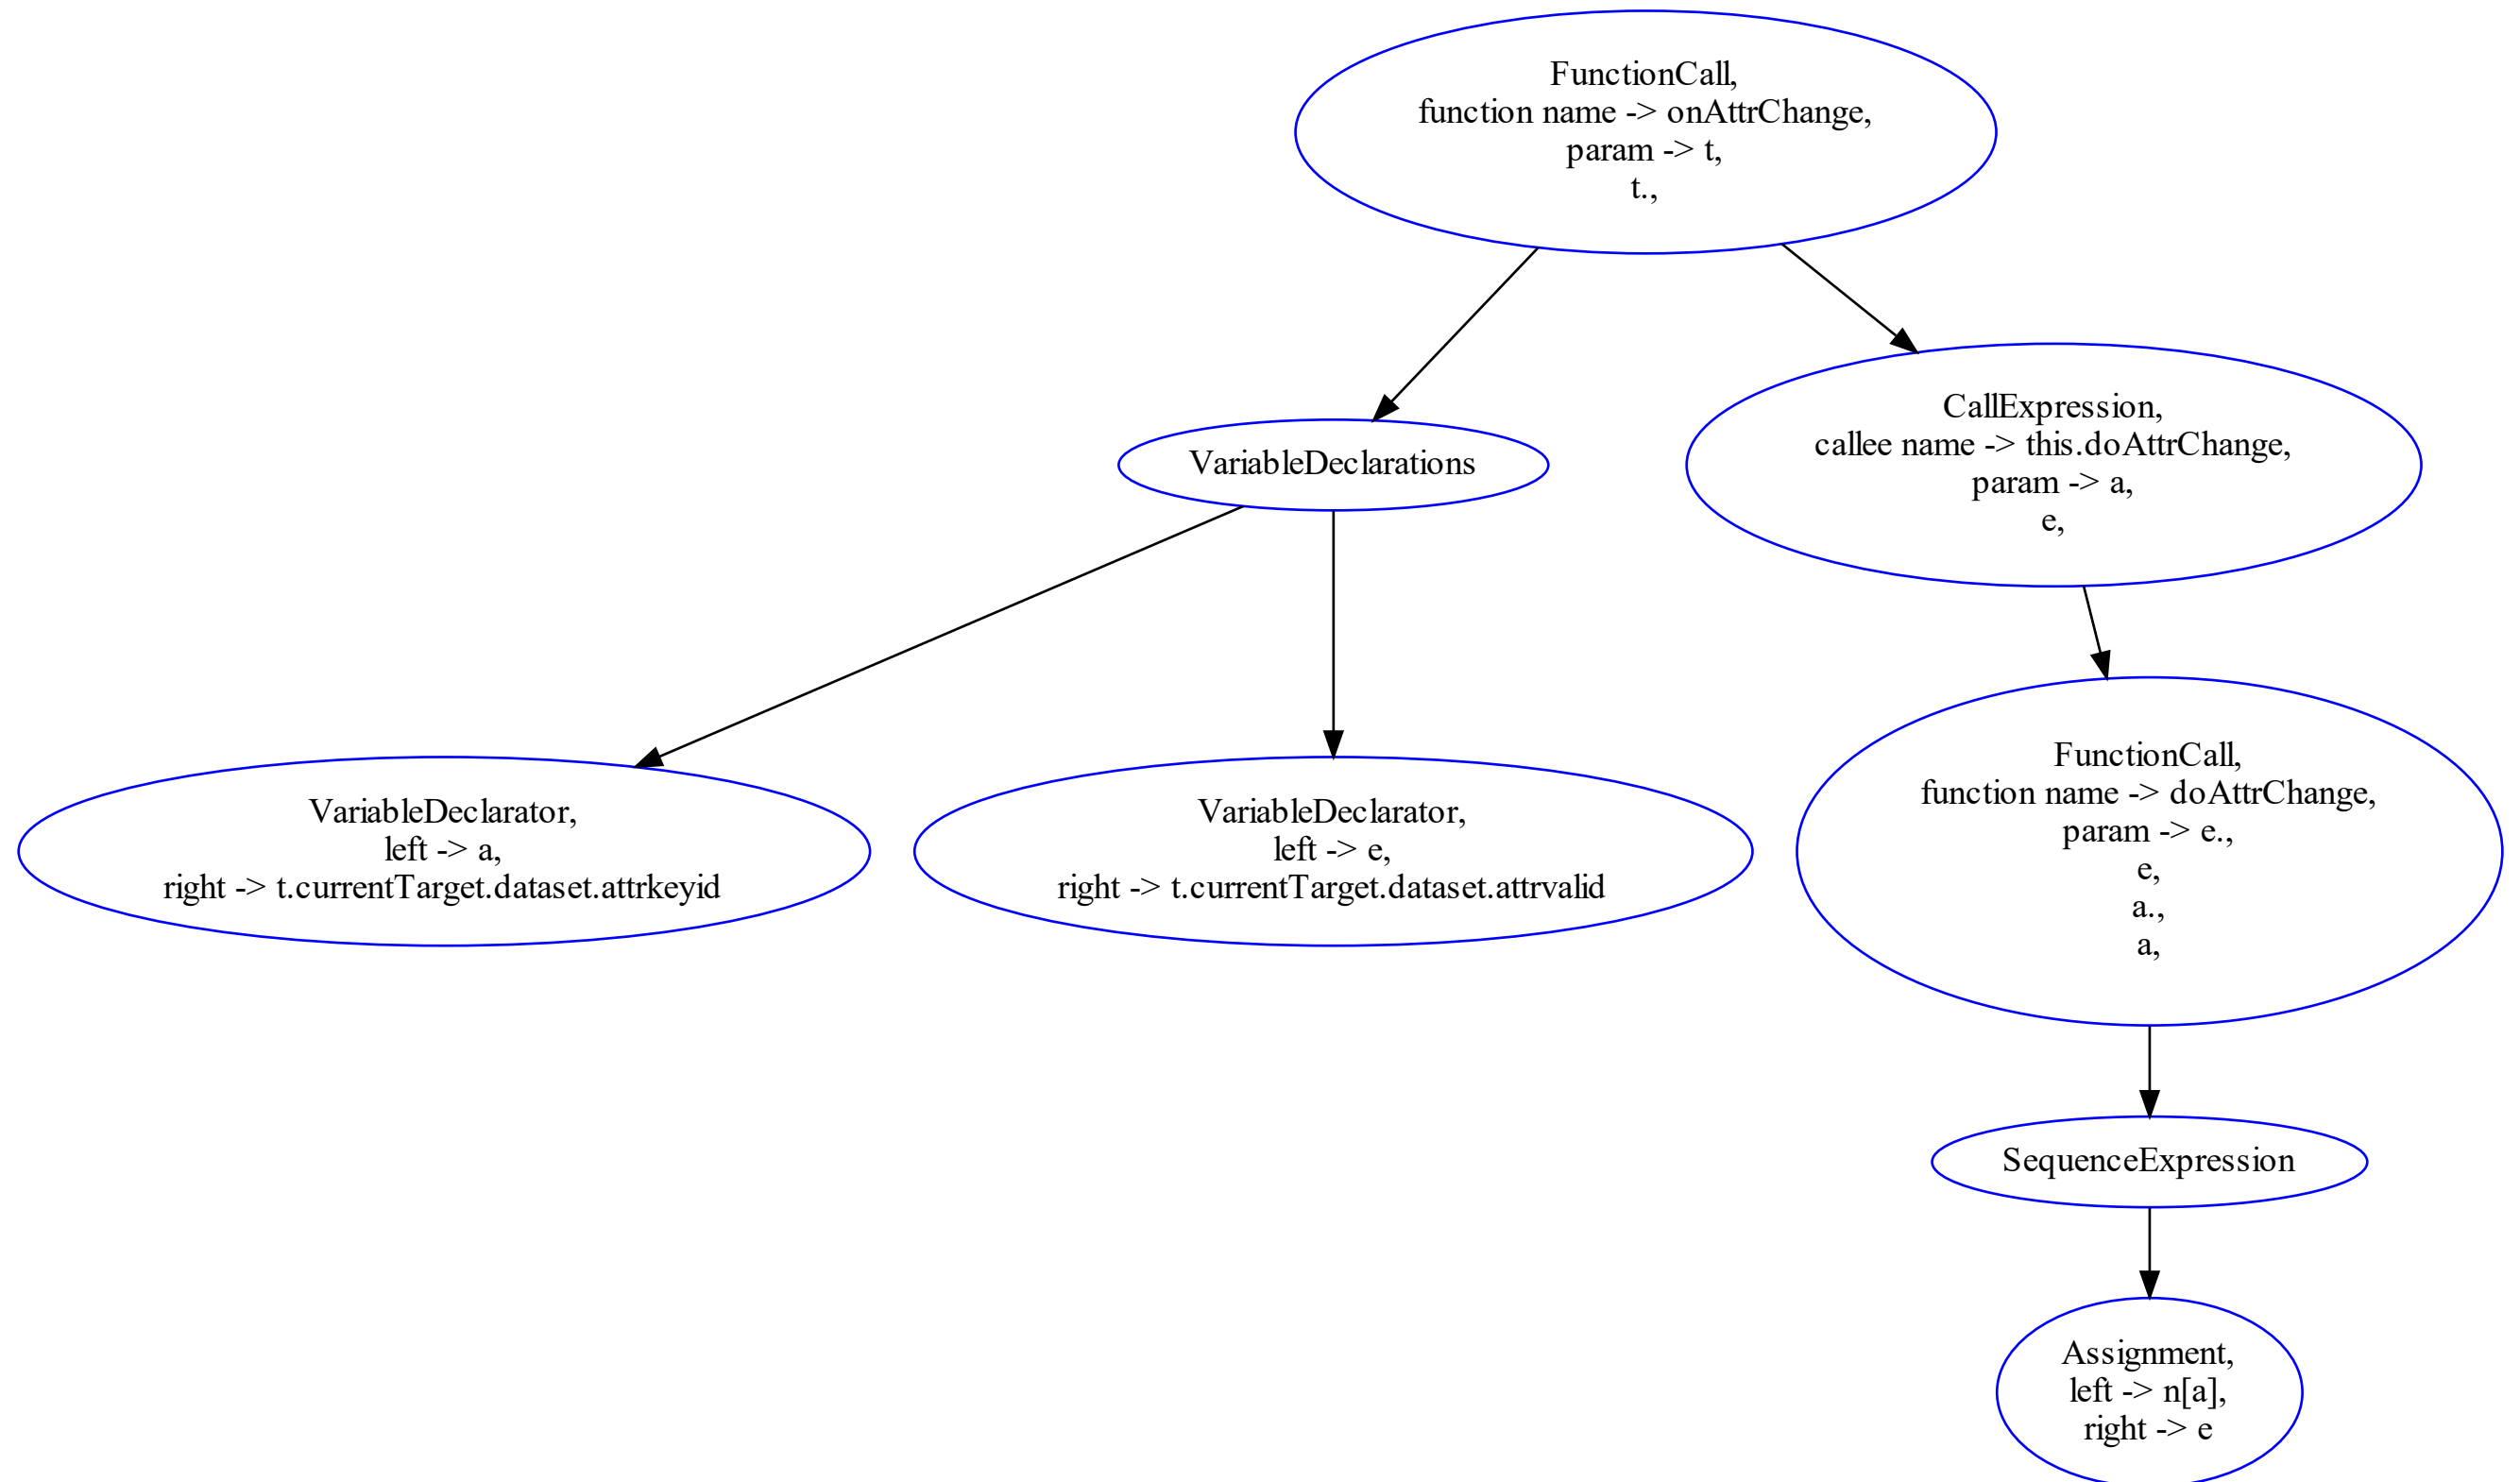 FunctionCall,
function name -> onAttrChange,
param -> t,
t.,
VariableDeclarations
CallExpression,
callee name -> this.doAttrChange,
param -> a,
e,
VariableDeclarator,
left -> a,
right -> t.currentTarget.dataset.attrkeyid
VariableDeclarator,
left -> e,
right -> t.currentTarget.dataset.attrvalid
FunctionCall,
function name -> doAttrChange,
param -> e.,
e,
a.,
a,
SequenceExpression
Assignment,
left -> n[a],
right -> e